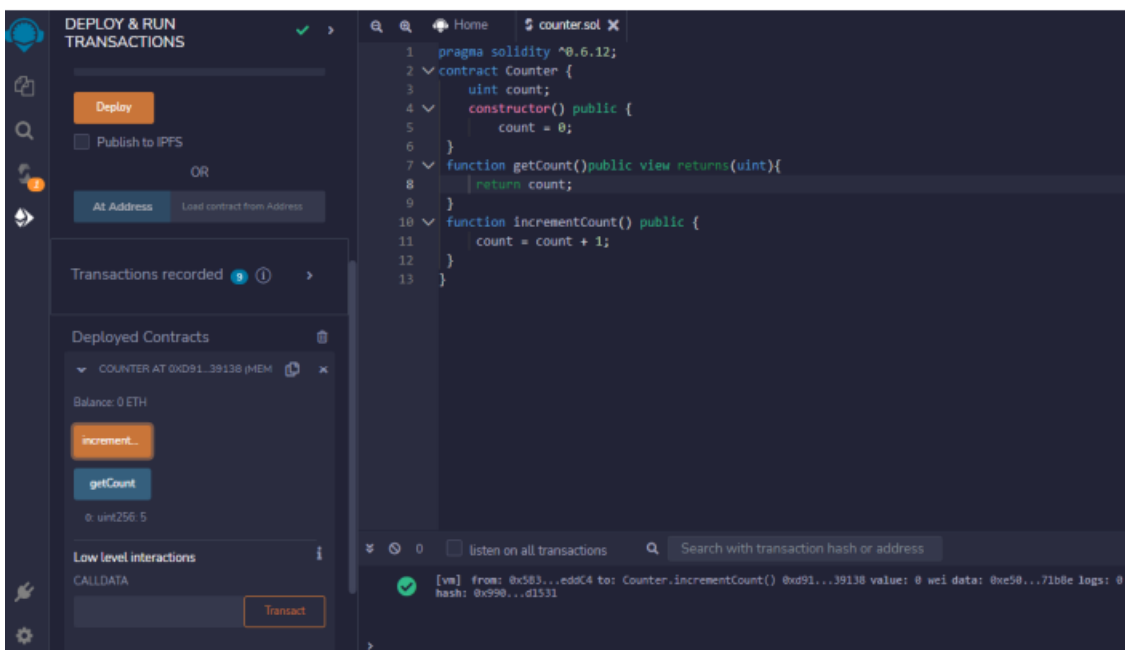 DEPLOY & RUN
TRANSACTIONS
Deploy
Publish to IPFS
OR
At Address Load contract from Address
Transactions recorded 9 i
Deployed Contracts
COUNTER AT 0XD91...39138 (MEM
Balance: 0 ETH
increment...
getCount
0: uint256: 5
Low level interactions i
CALLDATA
Transact
1
Home counter.sol
1 pragma solidity ^0.6.12;
2 contract Counter {
3 uint count;
4 constructor() public {
5 count = 0;
6 }
7 function getCount()public view returns(uint){
8 return count;
9 }
10 function incrementCount() public {
11 count = count + 1;
12 }
13 }
0 listen on all transactions Search with transaction hash or address
[vm] from: 0x5B3...eddC4 to: Counter.incrementCount() 0xd91...39138 value: 0 wei data: 0xe50...71b8e logs: 0
hash: 0x990...d1531
>